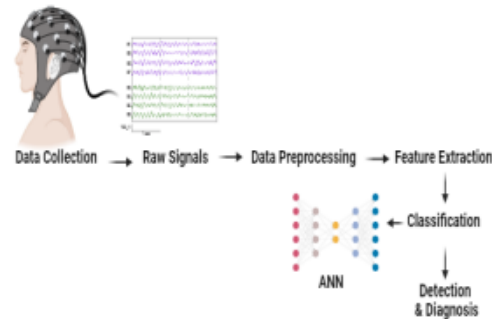 Data Collection
Raw Signals
Data Preprocessing
Feature Extraction
Classification
ANN
Detection
& Diagnosis